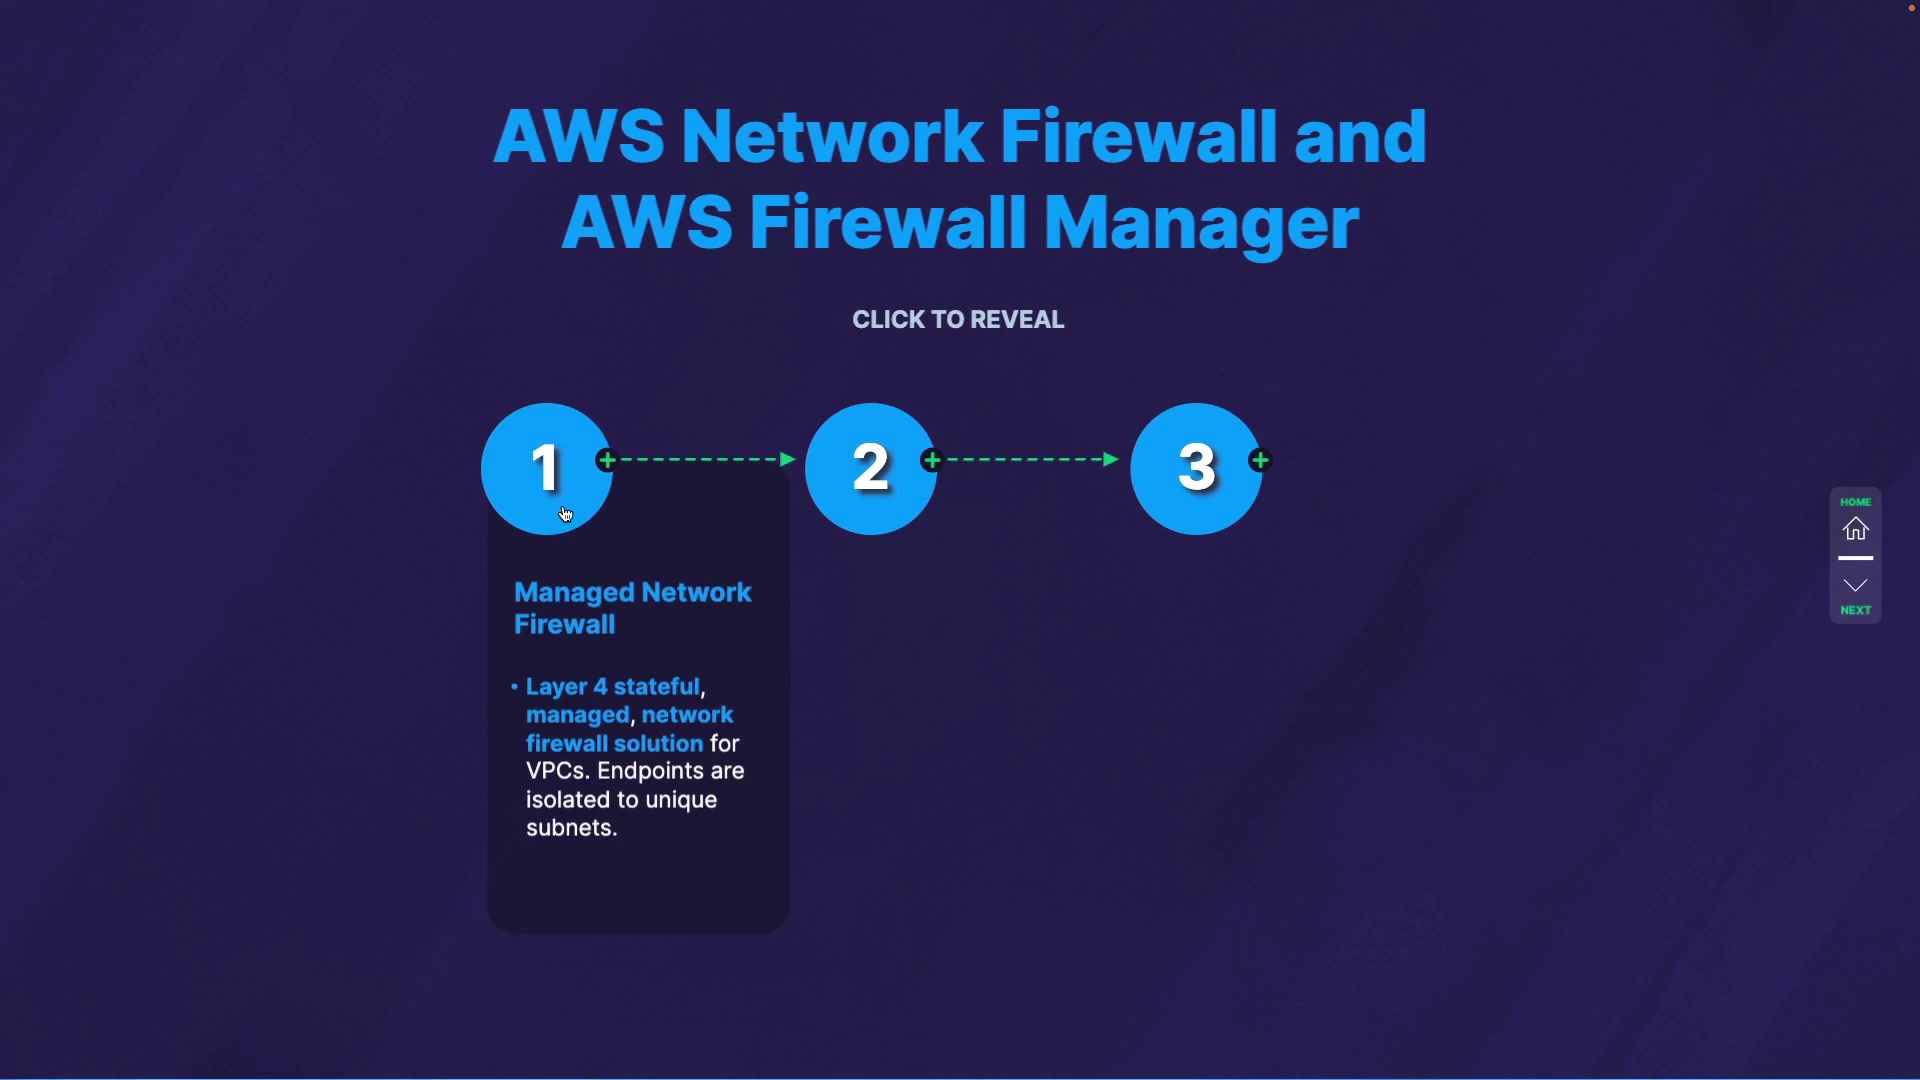 AWS Network Firewall and
AWS Firewall Manager
CLICK TO REVEAL
1
2
3
Managed Network
Firewall
• Layer 4 stateful,
managed, network
firewall solution for
VPCs. Endpoints are
isolated to unique
subnets.
HOME
NEXT